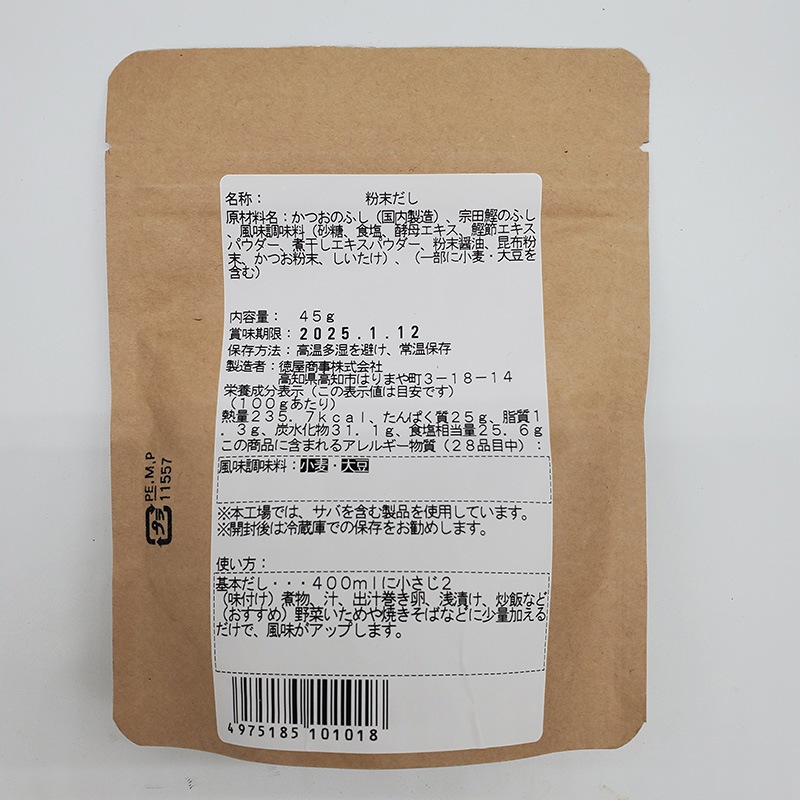 名称： 粉末だし
原材料名：かつおのふし（国内製造）、宗田鰹のふし
、風味調味料（砂糖、食塩、酵母エキス、鰹節エキス
パウダー、煮干しエキスパウダー、粉末醤油、昆布粉
末、かつお粉末、しいたけ）、（一部に小麦・大豆を
含む）
内容量： ４５ｇ
賞味期限：2025.1.12
保存方法：高温多湿を避け、常温保存
製造者：徳屋商事株式会社
高知県高知市はりまや町３－１８－１４
栄養成分表示（この表示値は目安です）
（１００ｇあたり）
熱量２３５．７ｋｃａｌ、たんぱく質２５ｇ、脂質１
．３ｇ、炭水化物３１．１ｇ、食塩相当量２５．６ｇ
この商品に含まれるアレルギー物質（２８品目中）：
風味調味料：小麦・大豆
※本工場では、サバを含む製品を使用しています。
※開封後は冷蔵庫での保存をお勧めします。
使い方：
基本だし・・・４００ｍｌに小さじ２
（味付け）煮物、汁、出汁巻き卵、浅漬け、炒飯など
（おすすめ）野菜いためや焼きそばなどに少量加える
だけで、風味がアップします。
4975185 101018
プラ
PE,M,P
11557